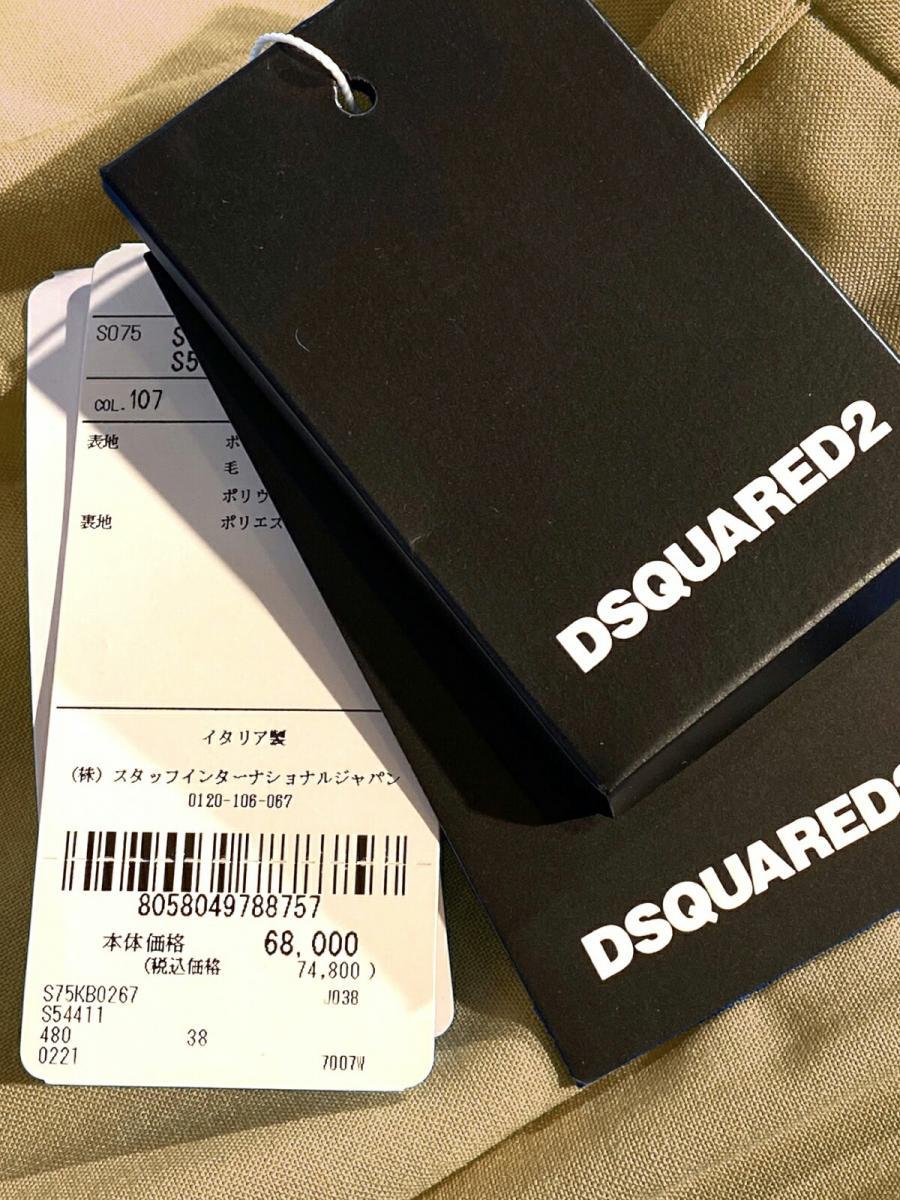 S075
COL. 107
表地
毛
裏地
イタリア製
(株) スタッフインターナショナルジャパン
0120-106-067
8058049788757
本体価格 68,000
(税込価格 74,800 )
S75KB0267 J038
S54411
480 38
0221 7007W
DSQUARED2
DSQUARED